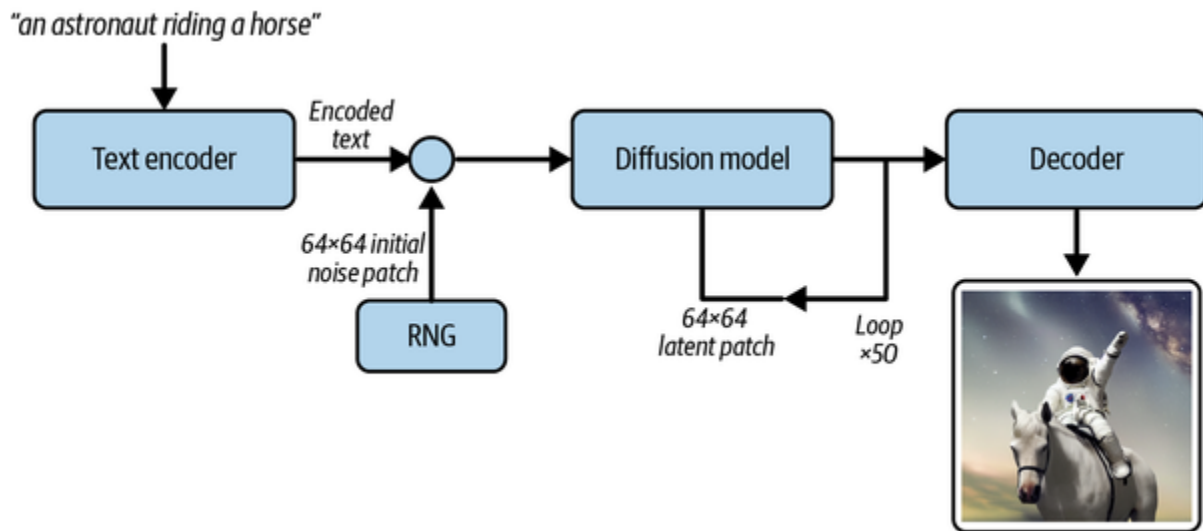 "an astronaut riding a horse"
Text encoder
Encoded
text
64×64 initial
noise patch
RNG
Diffusion model
64×64
latent patch
Loop
×50
Decoder